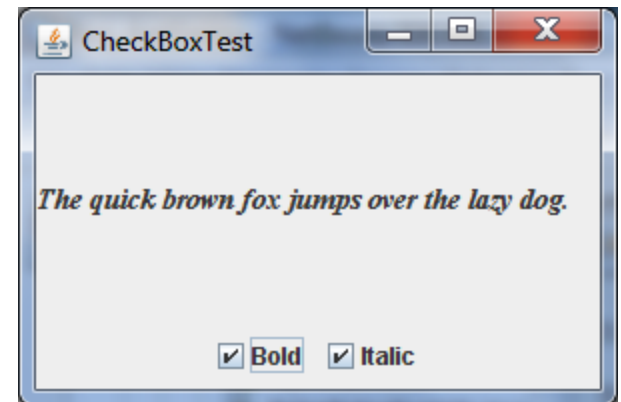 CheckBoxTest
The quick brown fox jumps over the lazy dog.
Bold Italic